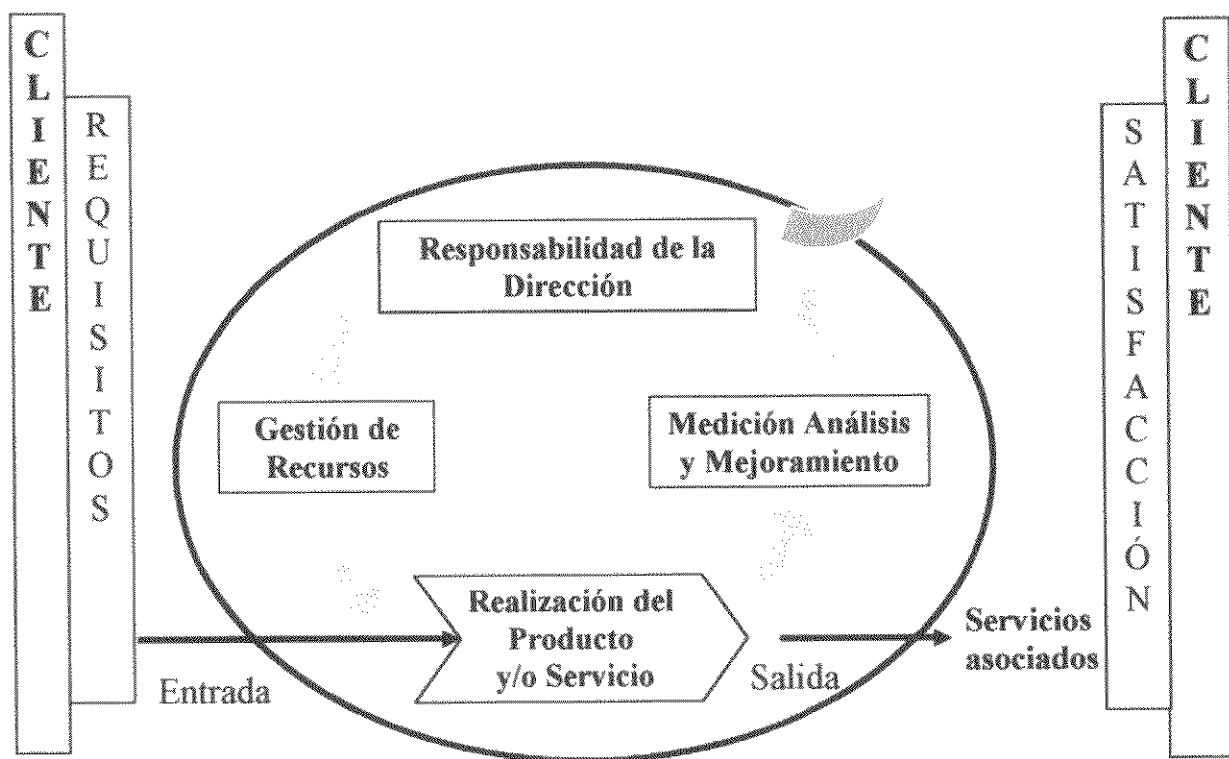 CLIENTE
REQUISITOS
Responsabilidad de la
Dirección
Gestión de
Recursos
Medición Análisis
y Mejoramiento
Realización del
Producto
y/o Servicio
Entrada
Salida
Servicios
asociados
SATISFACCIÓN
CLIENTE